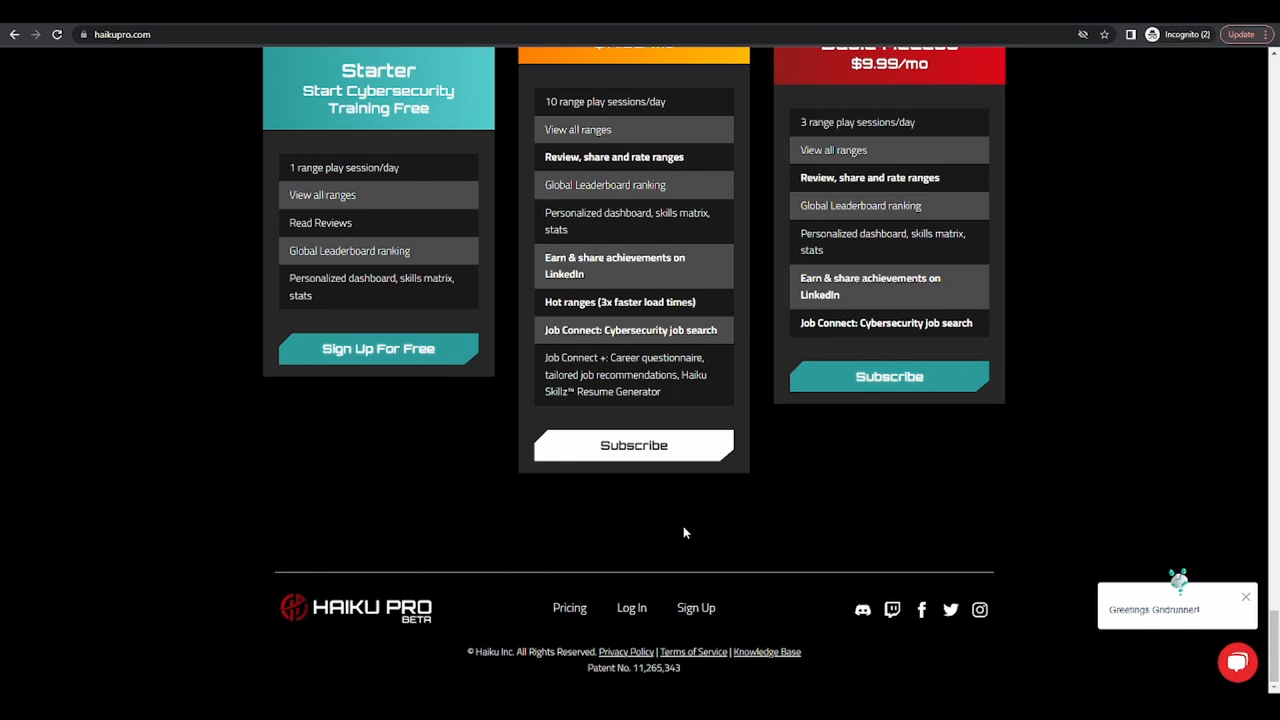 haikupro.com
Incognito (2)
Update
Starter
Start Cybersecurity
Training Free
1 range play session/day
View all ranges
Read Reviews
Global Leaderboard ranking
Personalized dashboard, skills matrix,
stats
Sign Up For Free
10 range play sessions/day
View all ranges
Review, share and rate ranges
Global Leaderboard ranking
Personalized dashboard, skills matrix,
stats
Earn & share achievements on
LinkedIn
Hot ranges (3x faster load times)
Job Connect: Cybersecurity job search
Job Connect +: Career questionnaire,
tailored job recommendations, Haiku
Skillz™ Resume Generator
Subscribe
Basic Access
$9.99/mo
3 range play sessions/day
View all ranges
Review, share and rate ranges
Global Leaderboard ranking
Personalized dashboard, skills matrix,
stats
Earn & share achievements on
LinkedIn
Job Connect: Cybersecurity job search
Subscribe
HAIKU PRO
BETA
Pricing
Log In
Sign Up
Greetings Gridrunner!
© Haiku Inc. All Rights Reserved. Privacy Policy | Terms of Service | Knowledge Base
Patent No. 11,265,343